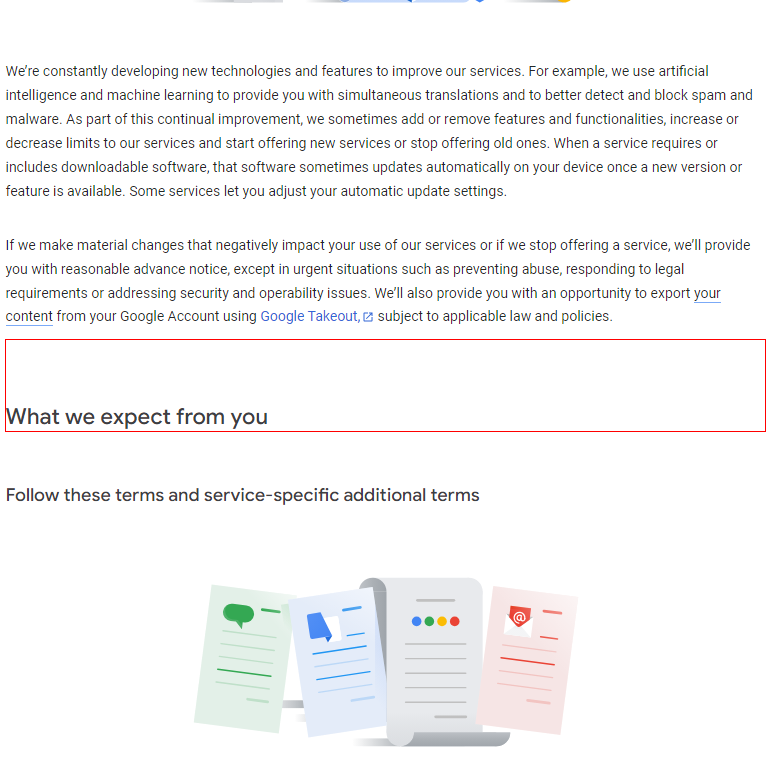 We’re constantly developing new technologies and features to improve our services. For example, we use artificial
intelligence and machine learning to provide you with simultaneous translations and to better detect and block spam and
malware. As part of this continual improvement, we sometimes add or remove features and functionalities, increase or
decrease limits to our services and start offering new services or stop offering old ones. When a service requires or
includes downloadable software, that software sometimes updates automatically on your device once a new version or
feature is available. Some services let you adjust your automatic update settings.
If we make material changes that negatively impact your use of our services or if we stop offering a service, we’ll provide
you with reasonable advance notice, except in urgent situations such as preventing abuse, responding to legal
requirements or addressing security and operability issues. We’ll also provide you with an opportunity to export your
content from your Google Account using Google Takeout, subject to applicable law and policies.
What we expect from you
Follow these terms and service-specific additional terms
@